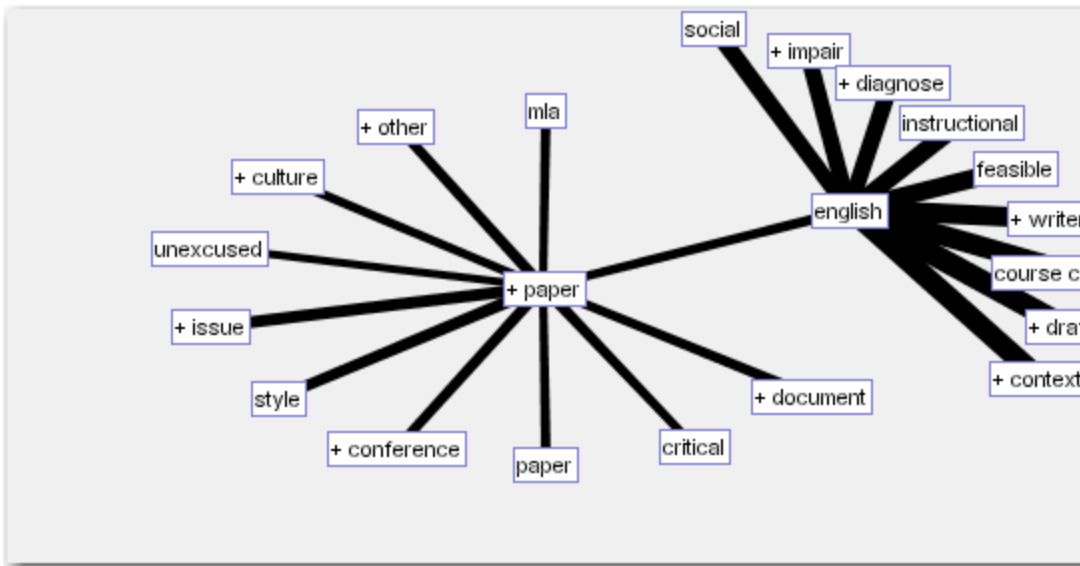 social
+ impair
+ diagnose
mla
+ other
instructional
feasible
+ culture
english
+ writer
unexcused
course c
+ paper
+ issue
+ dra
+ context
style
+ document
+ conference
critical
paper